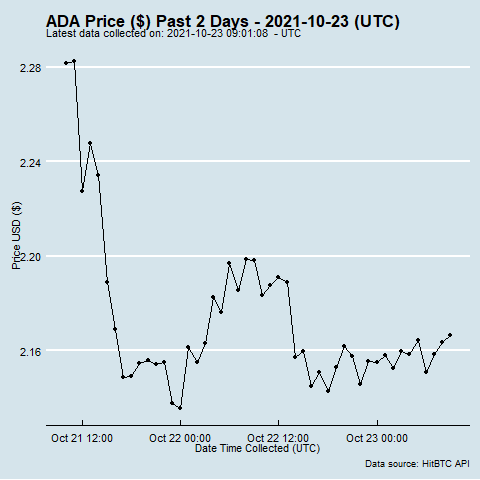 ADA Price ($) Past 2 Days - 2021-10-23 (UTC)
Latest data collected on: 2021-10-23 09:01:08 - UTC
2.28
2.24
2.20
2.16
Price USD ($)
Oct 21 12:00
Oct 22 00:00
Oct 22 12:00
Oct 23 00:00
Date Time Collected (UTC)
Data source: HitBTC API